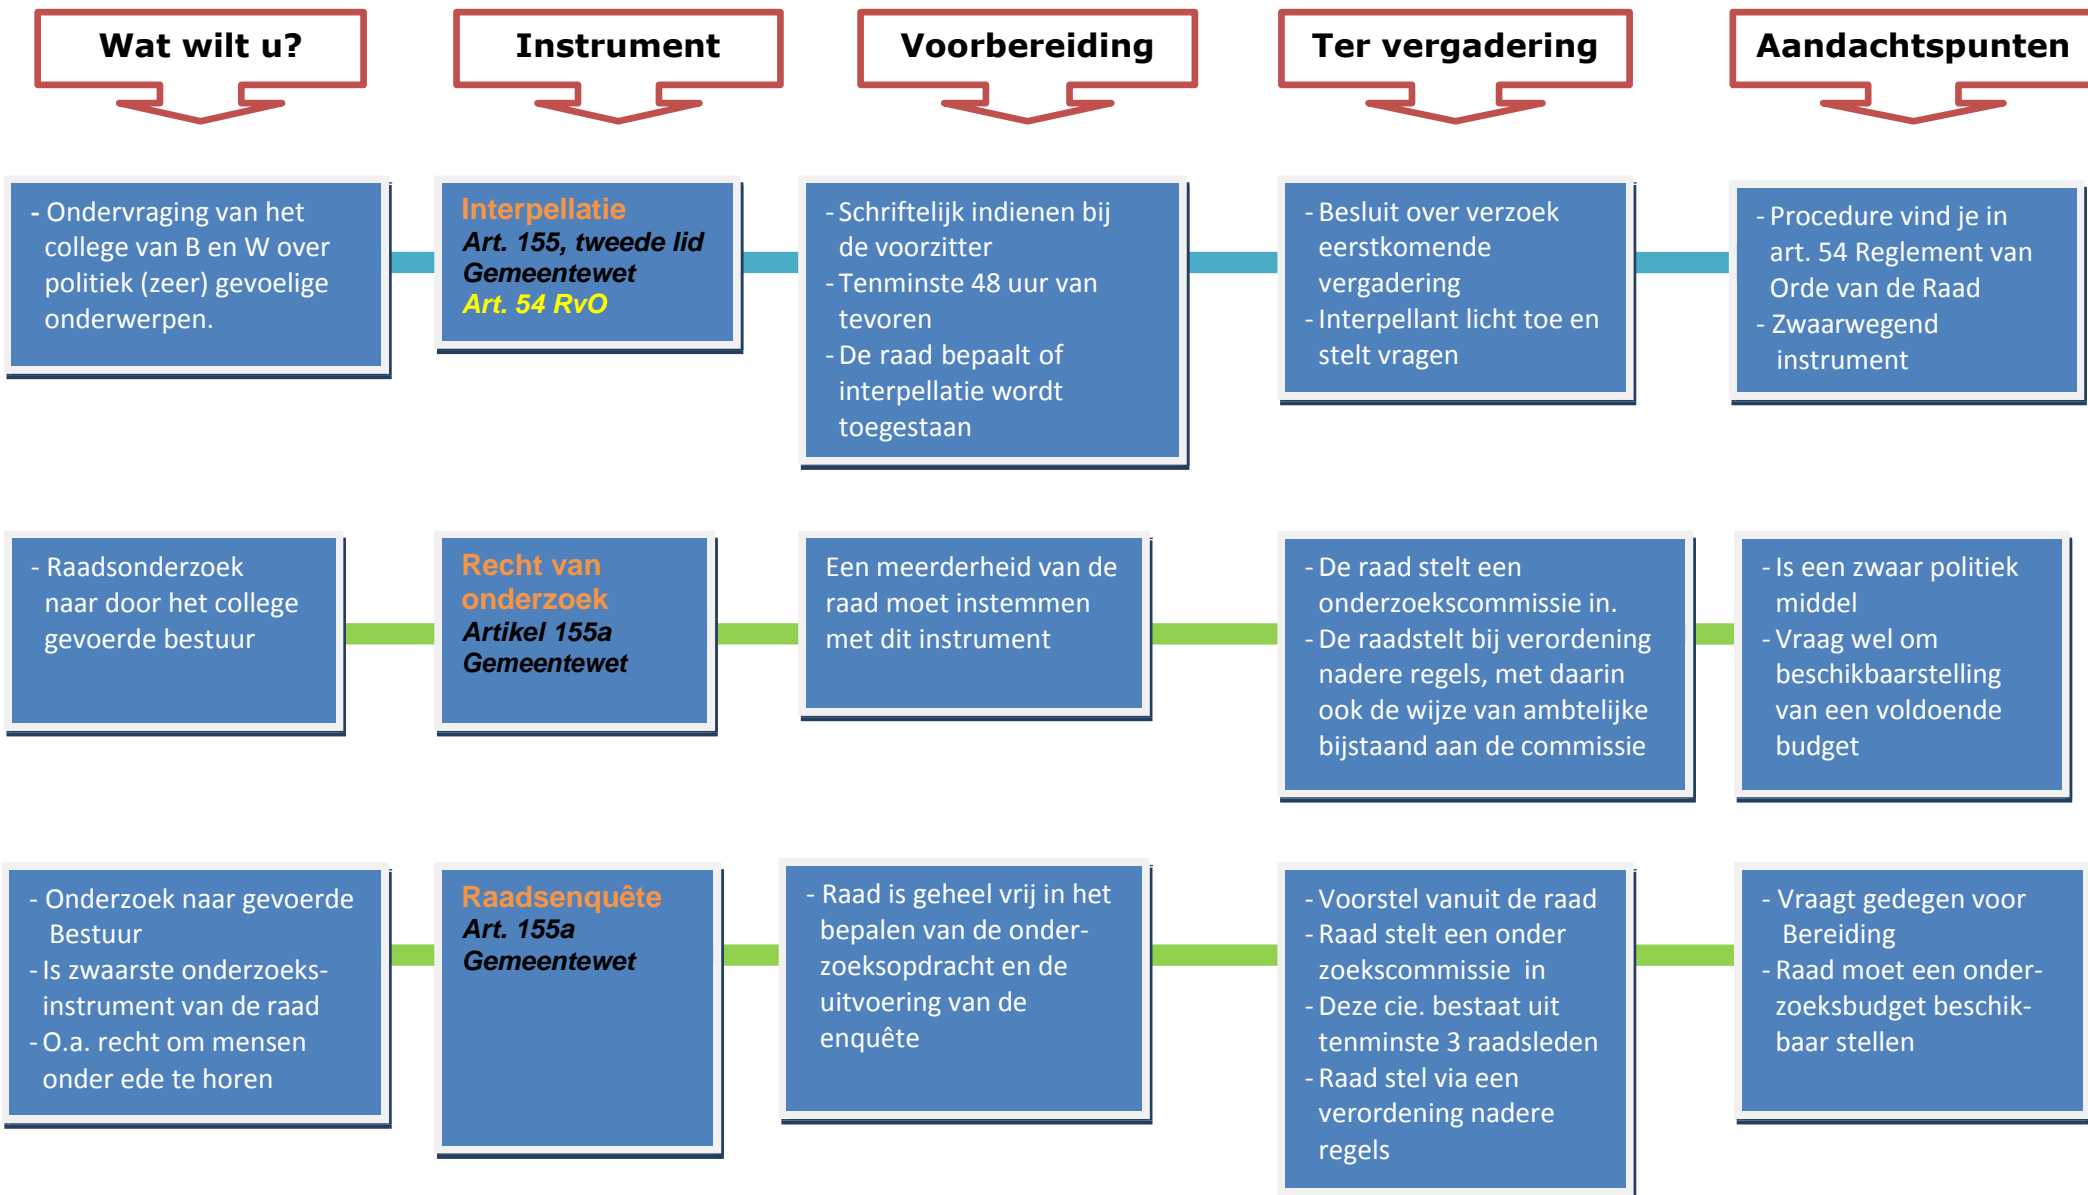 Wat wilt u?
Instrument
Voorbereiding
Ter vergadering
Aandachtspunten
- Ondervraging van het
college van B en W over
politiek (zeer) gevoelige
onderwerpen.
Interpellatie
Art. 155, tweede lid
Gemeentewet
Art. 54 RvO
- Schriftelijk indienen bij
de voorzitter
- Tenminste 48 uur van
tevoren
- De raad bepaalt of
interpellatie wordt
toegestaan
- Besluit over verzoek
eerstkomende
vergadering
- Interpellant licht toe en
stelt vragen
- Procedure vind je in
art. 54 Reglement van
Orde van de Raad
- Zwaarwegend
instrument
- Raadsonderzoek
naar door het college
gevoerde bestuur
Recht van
onderzoek
Artikel 155a
Gemeentewet
Een meerderheid van de
raad moet instemmen
met dit instrument
- De raad stelt een
onderzoekscommissie in.
- De raadstelt bij verordening
nadere regels, met daarin
ook de wijze van ambtelijke
bijstaand aan de commissie
- Is een zwaar politiek
middel
- Vraag wel om
beschikbaarstelling
van een voldoende
budget
- Onderzoek naar gevoerde
Bestuur
- Is zwaarste onderzoeks-
instrument van de raad
- O.a. recht om mensen
onder ede te horen
Raadsenquête
Art. 155a
Gemeentewet
- Raad is geheel vrij in het
bepalen van de onder-
zoeksopdracht en de
uitvoering van de
enquête
- Voorstel vanuit de raad
- Raad stelt een onder
zoekscommissie in
- Deze cie. bestaat uit
tenminste 3 raadsleden
- Raad stel via een
verordening nadere
regels
- Vraagt gedegen voor
Bereiding
- Raad moet een onder-
zoeksbudget beschik-
baar stellen